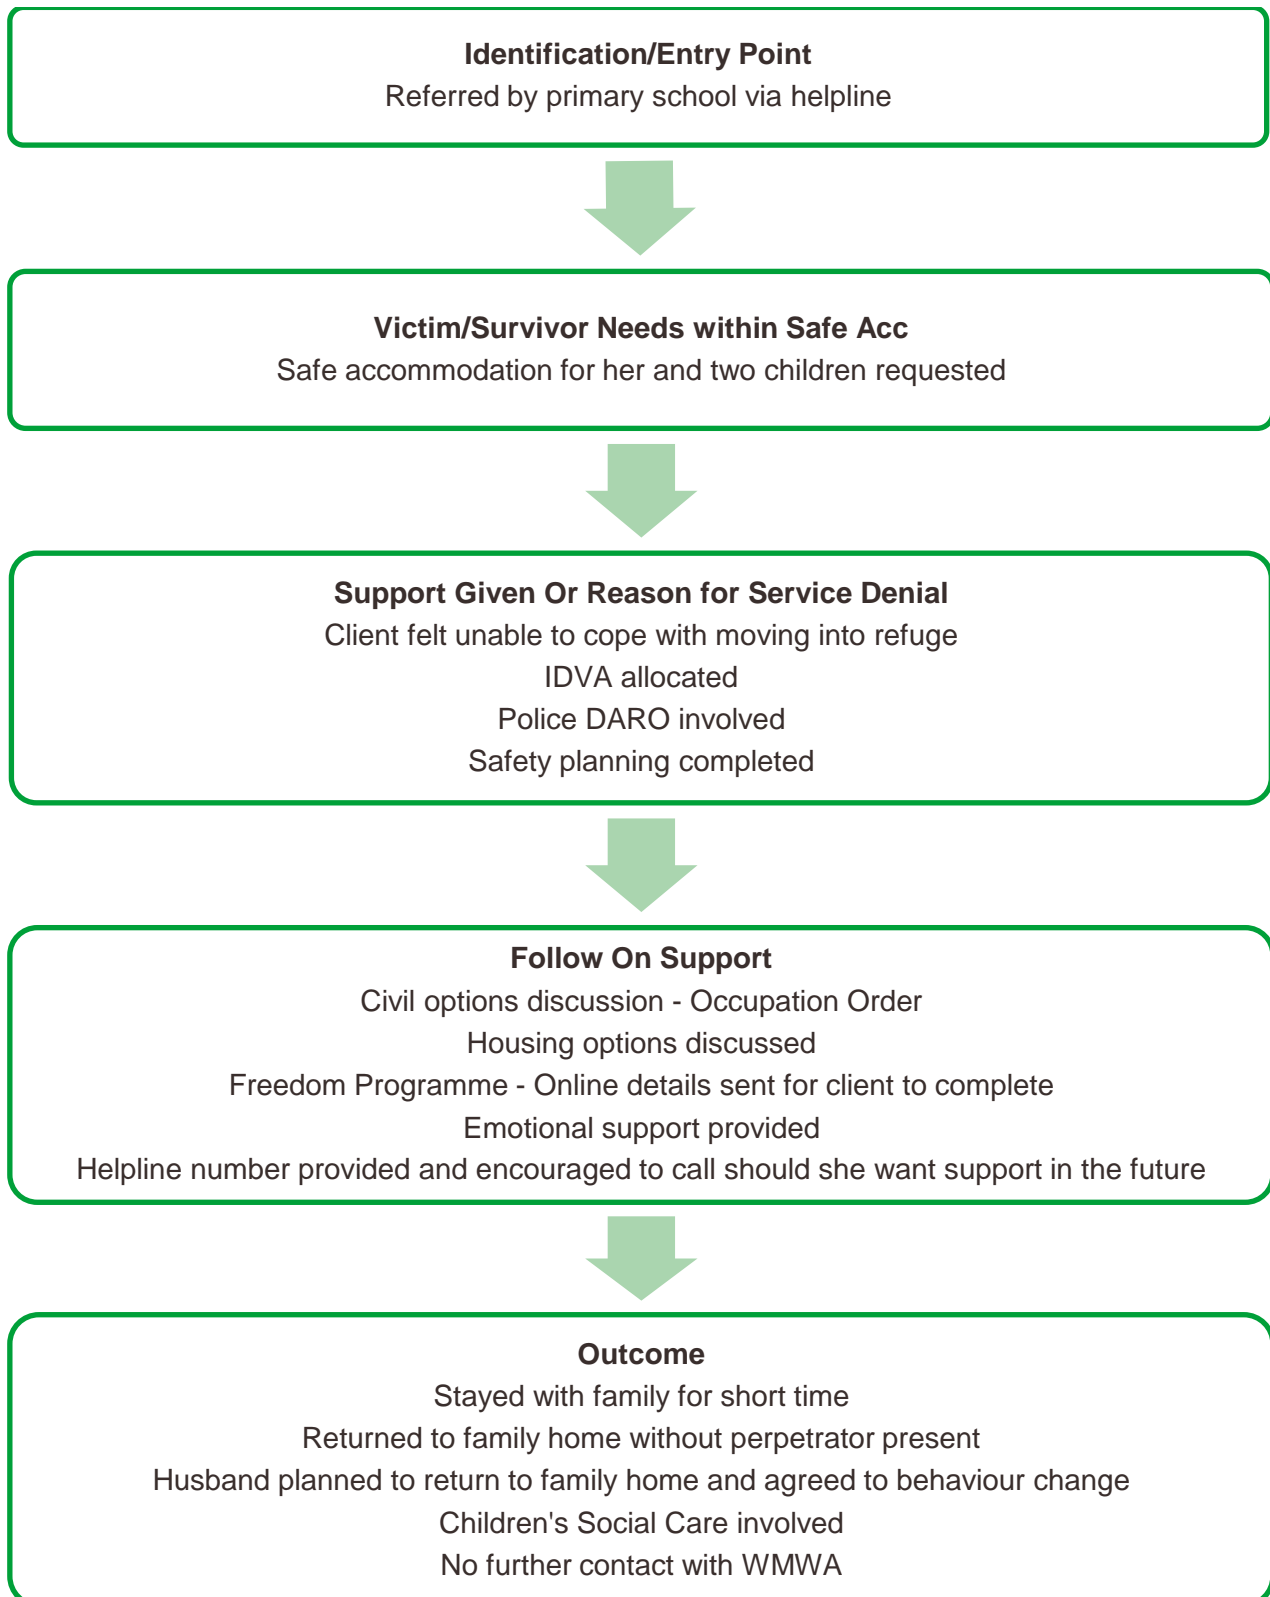 Identification/Entry Point
Referred by primary school via helpline
Victim/Survivor Needs within Safe Acc
Safe accommodation for her and two children requested
Support Given Or Reason for Service Denial
Client felt unable to cope with moving into refuge
IDVA allocated
Police DARO involved
Safety planning completed
Follow On Support
Civil options discussion - Occupation Order
Housing options discussed
Freedom Programme - Online details sent for client to complete
Emotional support provided
Helpline number provided and encouraged to call should she want support in the future
Outcome
Stayed with family for short time
Returned to family home without perpetrator present
Husband planned to return to family home and agreed to behaviour change
Children's Social Care involved
No further contact with WMWA